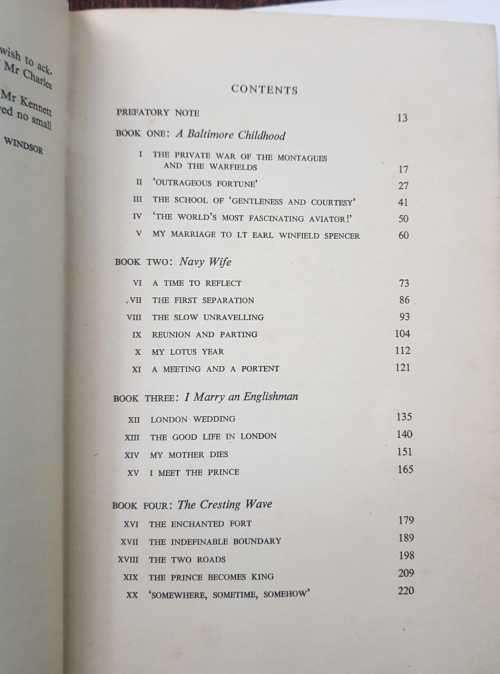 wish to ack.
Mr Charles
Mr Kennett
ed no small
WINDSOR
CONTENTS
PREFATORY NOTE 13
BOOK ONE: A Baltimore Childhood
I THE PRIVATE WAR OF THE MONTAGUES
AND THE WARFIELDS 17
II 'OUTRAGEOUS FORTUNE' 27
III THE SCHOOL OF 'GENTLENESS AND COURTESY' 41
IV 'THE WORLD'S MOST FASCINATING AVIATOR!' 50
V MY MARRIAGE TO LT EARL WINFIELD SPENCER 60
BOOK TWO: Navy Wife
VI A TIME TO REFLECT 73
VII THE FIRST SEPARATION 86
VIII THE SLOW UNRAVELLING 93
IX REUNION AND PARTING 104
X MY LOTUS YEAR 112
XI A MEETING AND A PORTENT 121
BOOK THREE: I Marry an Englishman
XII LONDON WEDDING 135
XIII THE GOOD LIFE IN LONDON 140
XIV MY MOTHER DIES 151
XV I MEET THE PRINCE 165
BOOK FOUR: The Cresting Wave
XVI THE ENCHANTED FORT 179
XVII THE INDEFINABLE BOUNDARY 189
XVIII THE TWO ROADS 198
XIX THE PRINCE BECOMES KING 209
XX 'SOMEWHERE, SOMETIME, SOMEHOW' 220